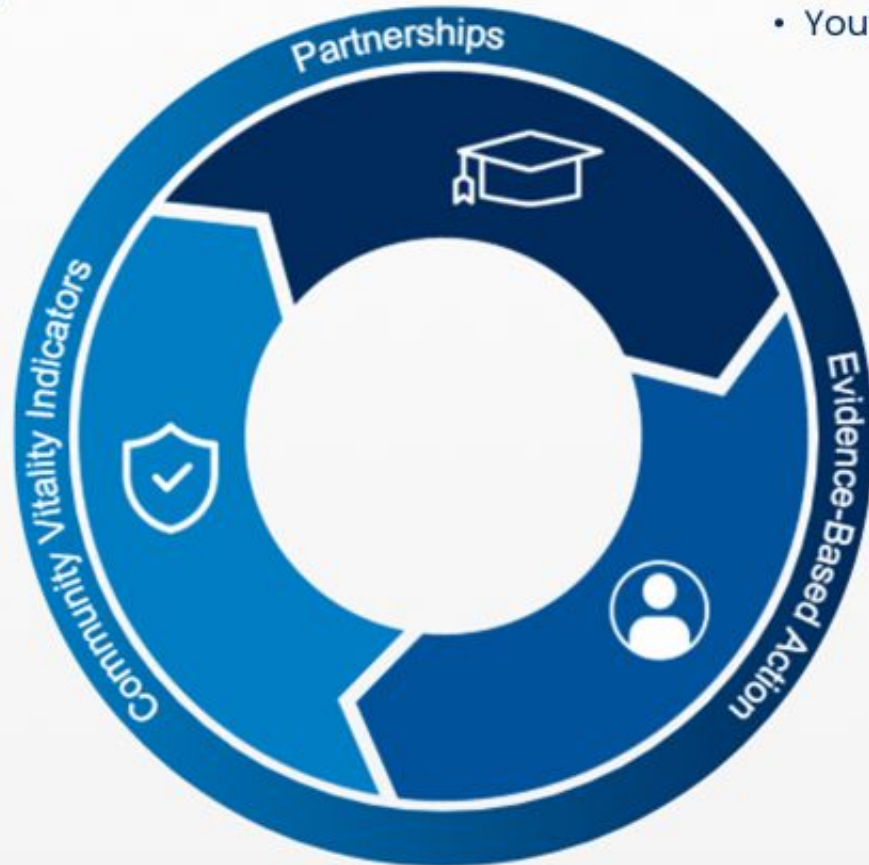 • You
Partnerships
Community Vitality Indicators
Evidence-Based Action